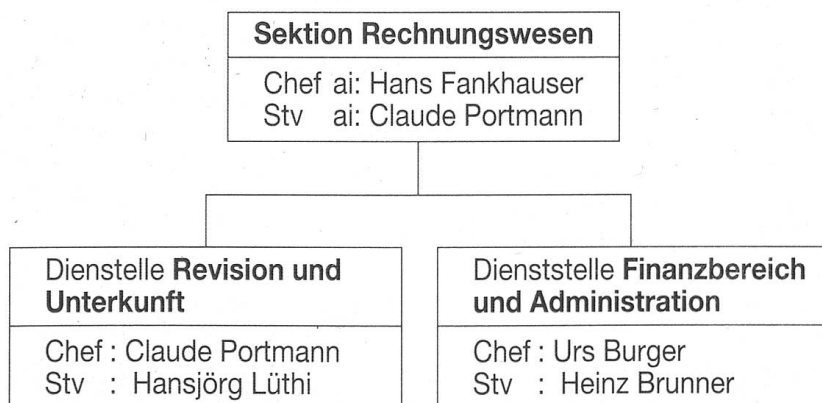 Sektion Rechnungswesen
Chef ai: Hans Fankhauser
Stv ai: Claude Portmann
Dienstelle Revision und
Unterkunft
Chef : Claude Portmann
Stv : Hansjörg Lüthi
Dienststelle Finanzbereich
und Administration
Chef : Urs Burger
Stv : Heinz Brunner